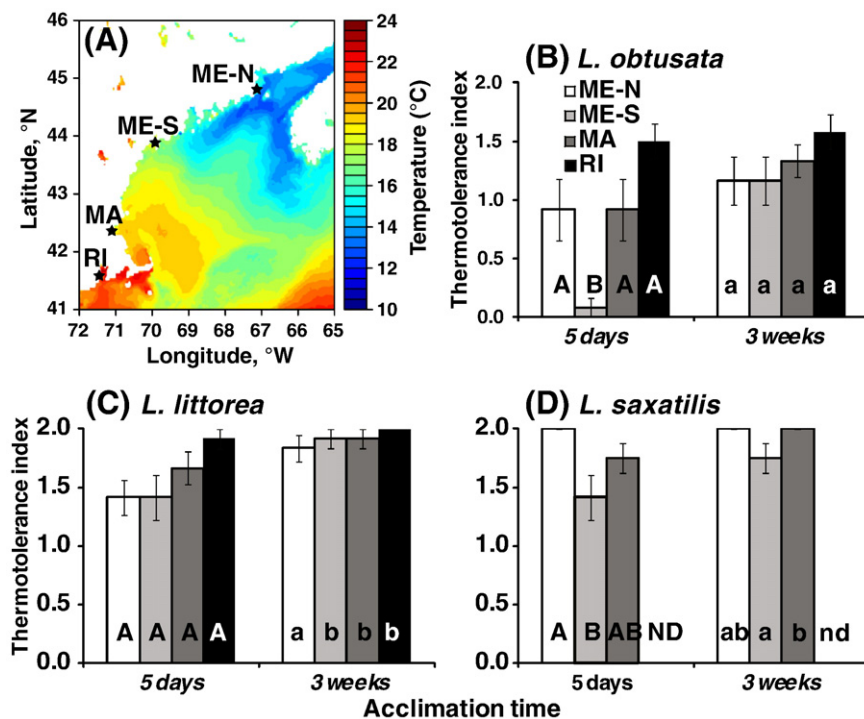 (A)
46
45
44
43
42
41
Latitude, °N
72 71 70 69 68 67 66 65
Longitude, °W
ME-N
ME-S
MA
RI
24
22
20
18
16
14
12
10
Temperature (°C)
(B) L. obtusata
ME-N
ME-S
MA
RI
Thermotolerance index
2.0
1.5
1.0
0.5
0.0
A B A A a a a a
5 days 3 weeks
(C) L. littorea
Thermotolerance index
2.0
1.5
1.0
0.5
0.0
A A A A a b b b
5 days 3 weeks
(D) L. saxatilis
2.0
1.5
1.0
0.5
0.0
A B AB ND ab a b nd
5 days 3 weeks
Acclimation time